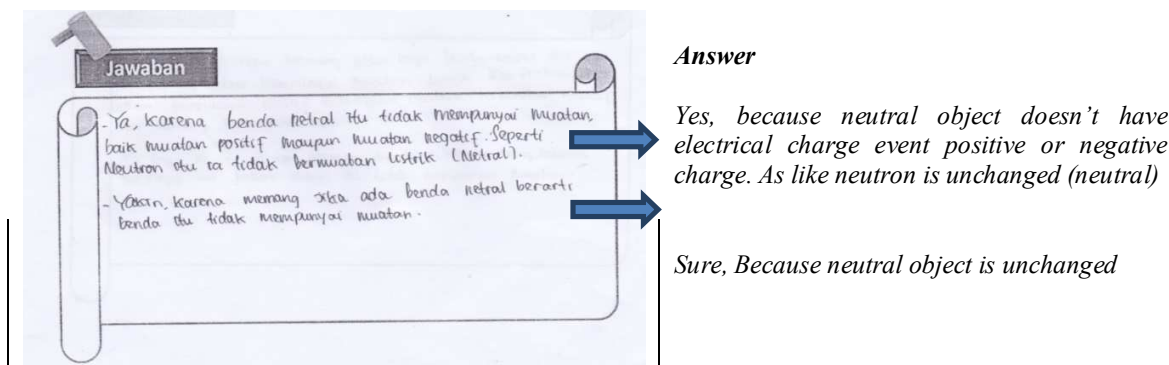 Jawaban
- Ya, karena benda netral itu tidak mempunyai muatan,
baik muatan positif maupun muatan negatif. Seperti
Neutron itu ia tidak bermuatan listrik (Netral).
- Yakin, karena memang jika ada benda netral berarti
benda itu tidak mempunyai muatan.
Answer
Yes, because neutral object doesn't have
electrical charge event positive or negative
charge. As like neutron is unchanged (neutral)
Sure, Because neutral object is unchanged